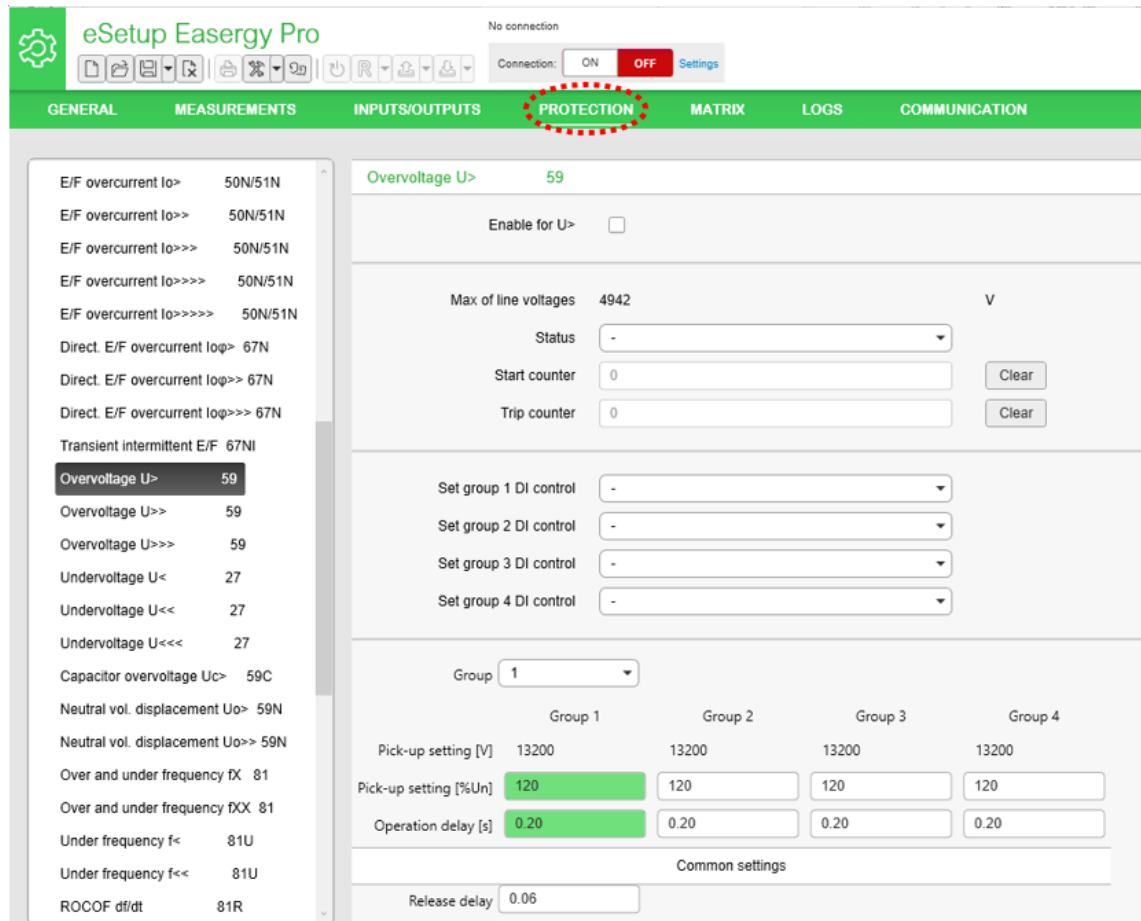 eSetup Easergy Pro
No connection
Connection: ON OFF Settings
GENERAL MEASUREMENTS INPUTS/OUTPUTS PROTECTION MATRIX LOGS COMMUNICATION
E/F overcurrent Io> 50N/51N
E/F overcurrent Io>> 50N/51N
E/F overcurrent Io>>> 50N/51N
E/F overcurrent Io>>>> 50N/51N
E/F overcurrent Io>>>>> 50N/51N
Direct. E/F overcurrent Ioφ> 67N
Direct. E/F overcurrent Ioφ>> 67N
Direct. E/F overcurrent Ioφ>>> 67N
Transient intermittent E/F 67NI
Overvoltage U> 59
Overvoltage U>> 59
Overvoltage U>>> 59
Undervoltage U< 27
Undervoltage U<< 27
Undervoltage U<<< 27
Capacitor overvoltage Uc> 59C
Neutral vol. displacement Uo> 59N
Neutral vol. displacement Uo>> 59N
Over and under frequency fX 81
Over and under frequency fXX 81
Under frequency f< 81U
Under frequency f<< 81U
ROCOF df/dt 81R
Overvoltage U> 59
Enable for U>
Max of line voltages 4942 V
Status -
Start counter 0 Clear
Trip counter 0 Clear
Set group 1 DI control -
Set group 2 DI control -
Set group 3 DI control -
Set group 4 DI control -
Group 1
Group 1 Group 2 Group 3 Group 4
Pick-up setting [V] 13200 13200 13200 13200
Pick-up setting [%Un] 120 120 120 120
Operation delay [s] 0.20 0.20 0.20 0.20
Common settings
Release delay 0.06